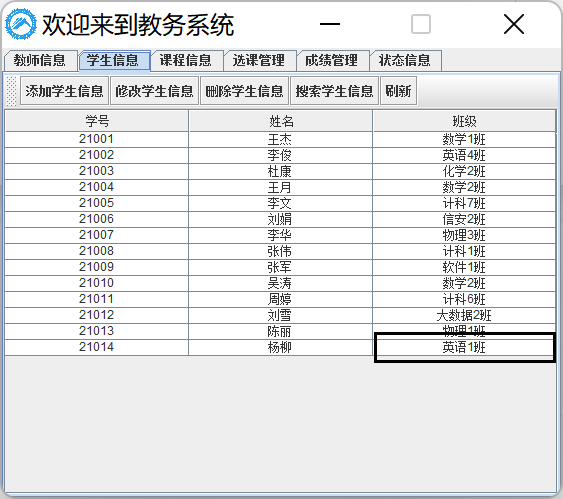 欢迎来到教务系统
教师信息 学生信息 课程信息 选课管理 成绩管理 状态信息
添加学生信息 修改学生信息 删除学生信息 搜索学生信息 刷新
学号 姓名 班级
21001 王杰 数学1班
21002 李俊 英语4班
21003 杜康 化学2班
21004 王月 数学2班
21005 李文 计科7班
21006 刘娟 信安2班
21007 李华 物理3班
21008 张伟 计科1班
21009 张军 软件1班
21010 吴涛 数学2班
21011 周婷 计科6班
21012 刘雪 大数据2班
21013 陈丽 物理1班
21014 杨柳 英语1班